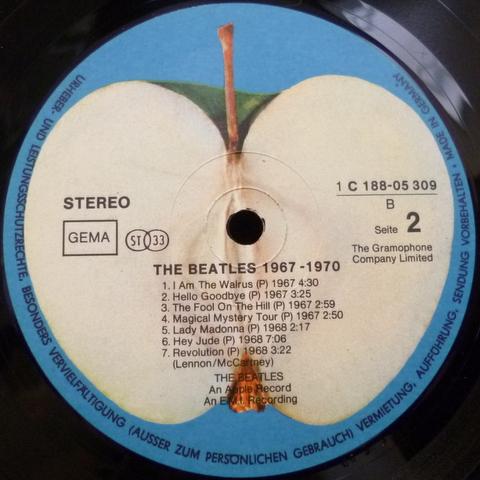 URHEBER- UND LEISTUNGSSCHUTZRECHTE, BESONDERS VERVIELFÄLTIGUNG (AUSSER ZUM PERSÖNLICHEN GEBRAUCH) VERMIETUNG, AUFFÜHRUNG, SENDUNG VORBEHALTEN • MADE IN GERMANY
STEREO
GEMA
ST 33
1 C 188-05 309
B
Seite 2
The Gramophone
Company Limited
THE BEATLES 1967 -1970
1. I Am The Walrus (P) 1967 4:30
2. Hello Goodbye (P) 1967 3:25
3. The Fool On The Hill (P) 1967 2:59
4. Magical Mystery Tour (P) 1967 2:50
5. Lady Madonna (P) 1968 2:17
6. Hey Jude (P) 1968 7:06
7. Revolution (P) 1968 3:22
(Lennon/McCartney)
THE BEATLES
An Apple Record
An E.M.I. Recording